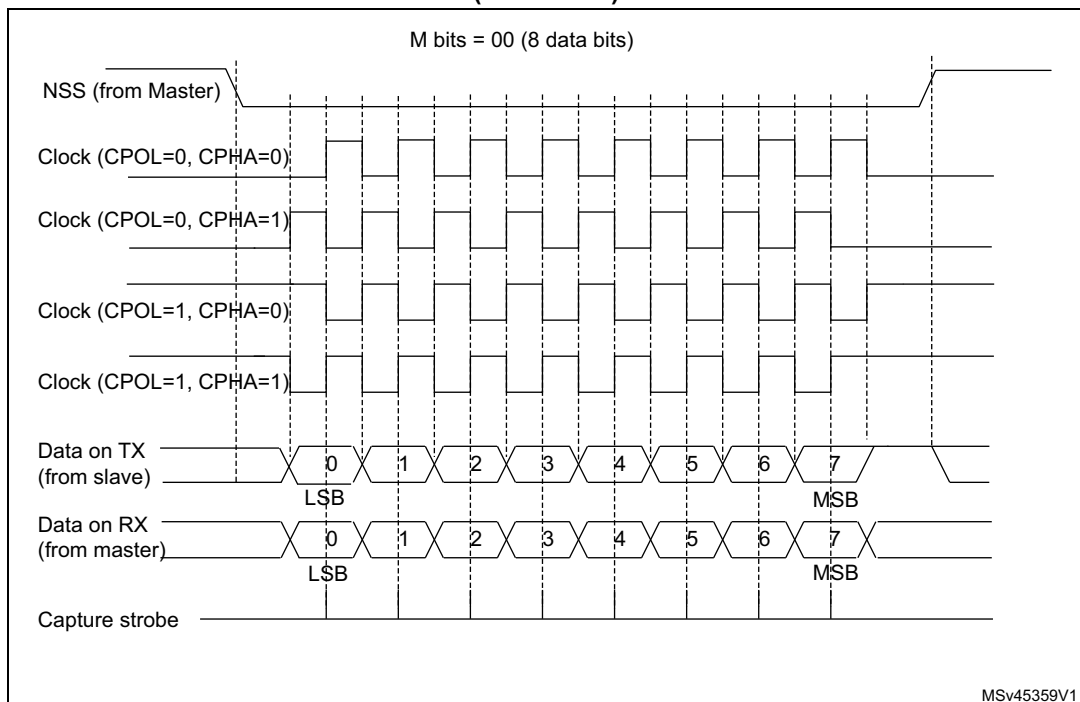 M bits = 00 (8 data bits)
NSS (from Master)
Clock (CPOL=0, CPHA=0)
Clock (CPOL=0, CPHA=1)
Clock (CPOL=1, CPHA=0)
Clock (CPOL=1, CPHA=1)
Data on TX
(from slave)
0 1 2 3 4 5 6 7
LSB MSB
Data on RX
(from master)
0 1 2 3 4 5 6 7
LSB MSB
Capture strobe
MSv45359V1